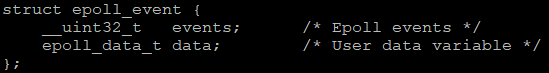 struct epoll_event {
    __uint32_t   events;      /* Epoll events */
    epoll_data_t data;        /* User data variable */
};